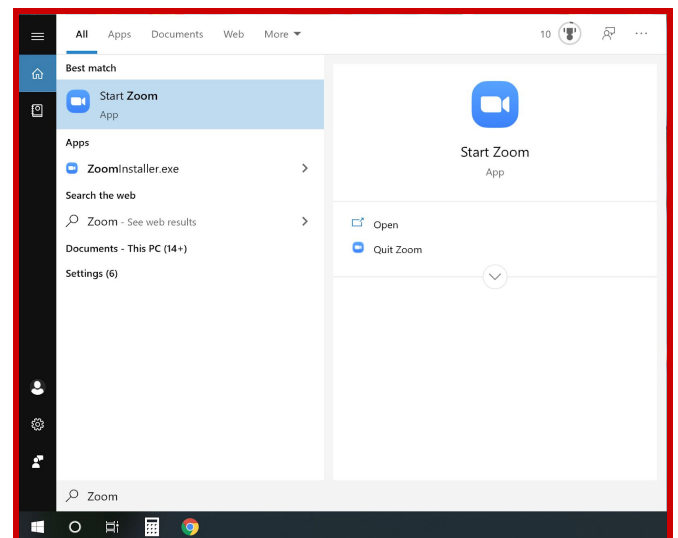 All Apps Documents Web More
10
Best match
Start Zoom
App
Apps
ZoomInstaller.exe
Search the web
Zoom - See web results
Documents - This PC (14+)
Settings (6)
Start Zoom
App
Open
Quit Zoom
Zoom